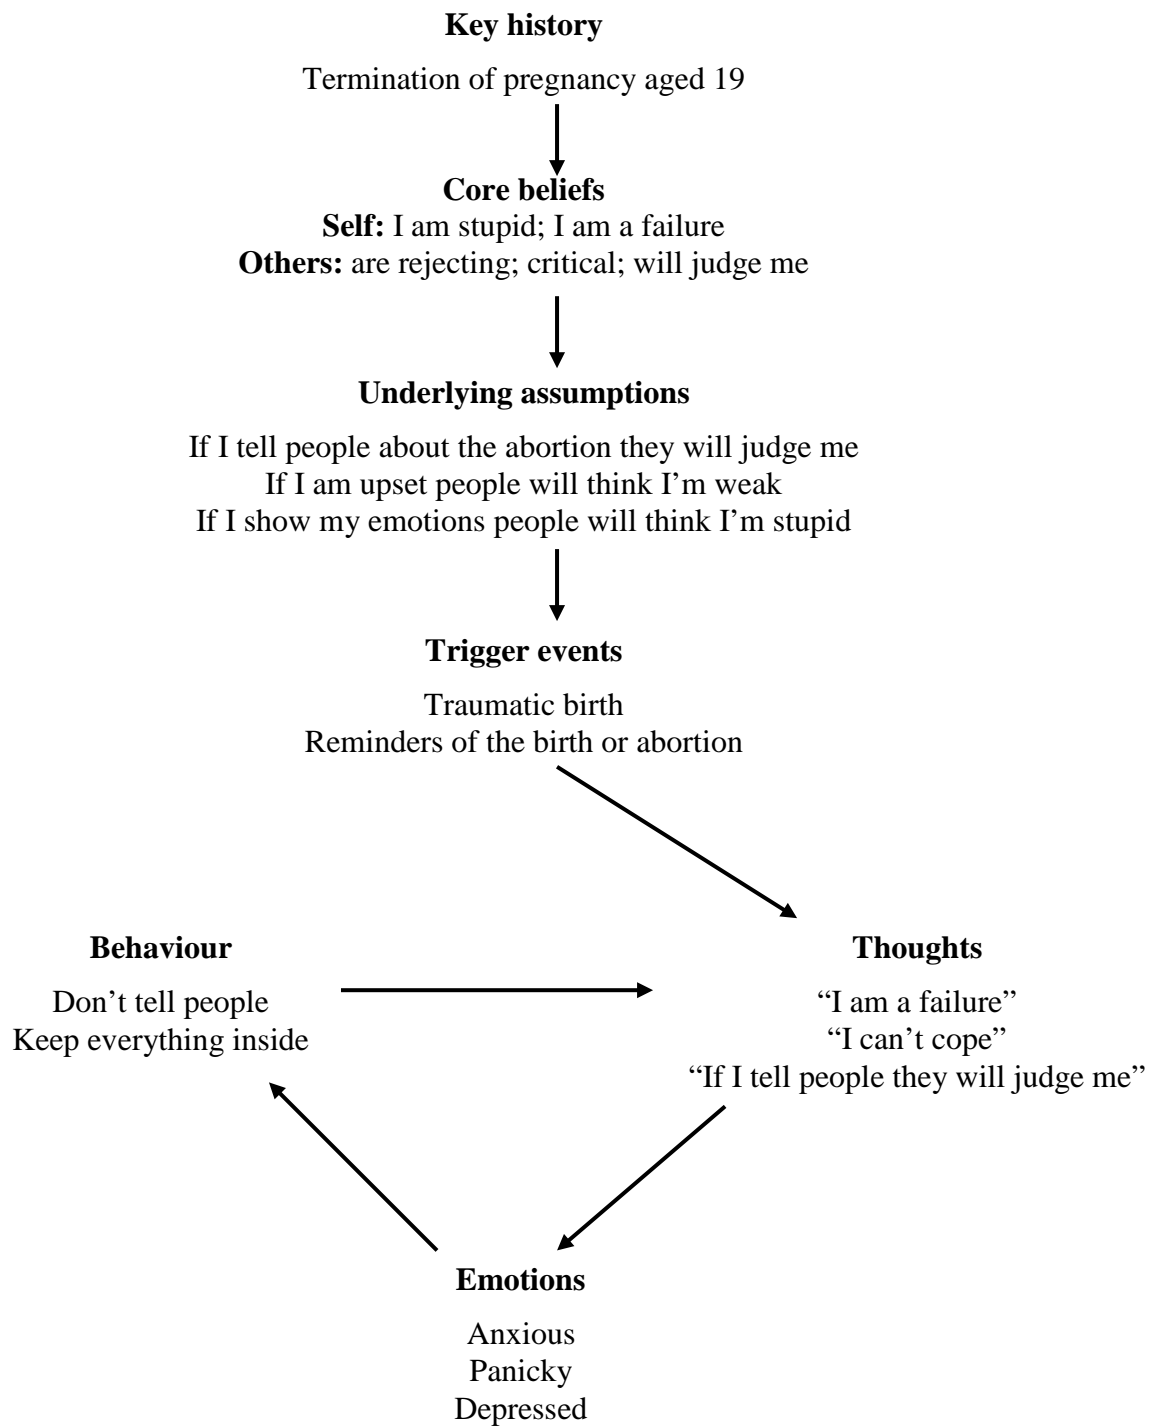 Key history
Termination of pregnancy aged 19
Core beliefs
Self: I am stupid; I am a failure
Others: are rejecting; critical; will judge me
Underlying assumptions
If I tell people about the abortion they will judge me
If I am upset people will think I’m weak
If I show my emotions people will think I’m stupid
Trigger events
Traumatic birth
Reminders of the birth or abortion
Behaviour
Don’t tell people
Keep everything inside
Thoughts
“I am a failure”
“I can’t cope”
“If I tell people they will judge me”
Emotions
Anxious
Panicky
Depressed